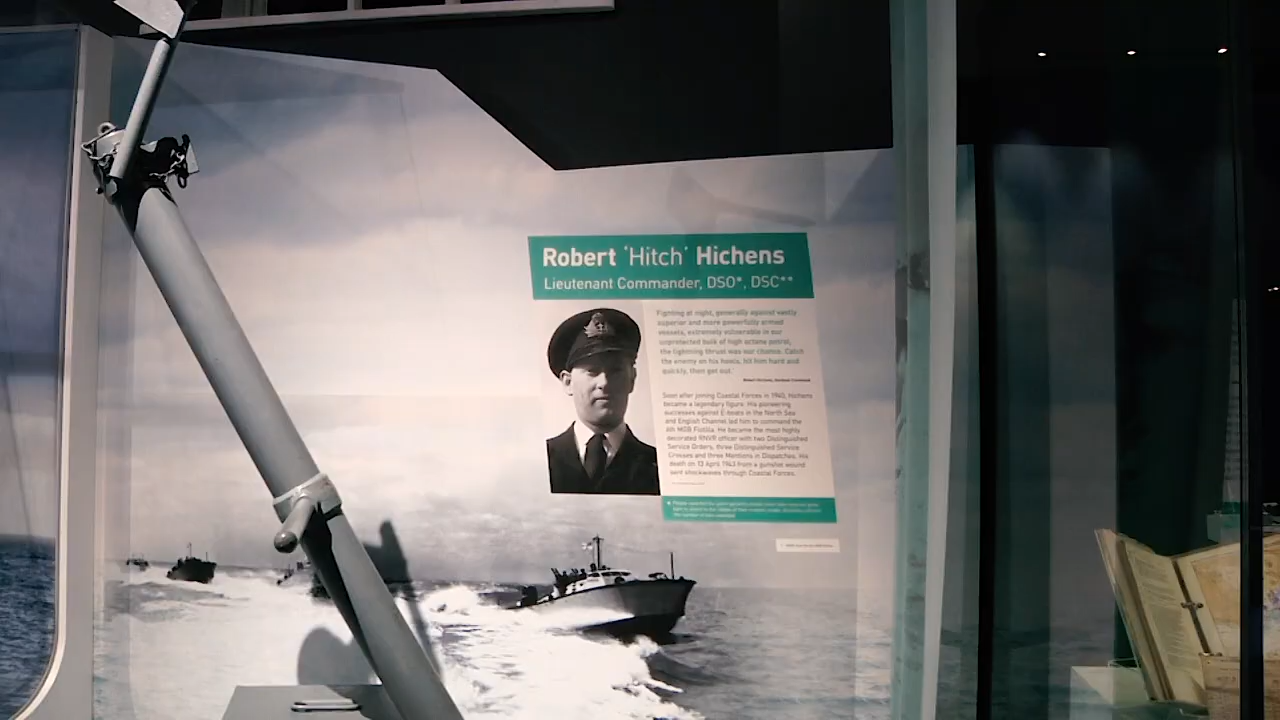 Robert 'Hitch' Hichens
Lieutenant Commander, DSO*, DSC**
Fighting at night, generally against vastly
superior and more powerfully armed
vessels, extremely vulnerable in our
unprotected bulk of high octane petrol,
the lightning thrust was our chance. Catch
the enemy on his heels, hit him hard and
quickly, then get out.
Soon after joining Coastal Forces in 1940, Hichens
became a legendary figure. His pioneering
successes against E-boats in the North Sea
and English Channel led him to command the
8th MGB Flotilla. He became the most highly
decorated RNVR officer with two Distinguished
Service Orders, three Distinguished Service
Crosses and three Mentions in Dispatches. His
death on 13 April 1943 from a gunshot wound
sent shockwaves through Coastal Forces.